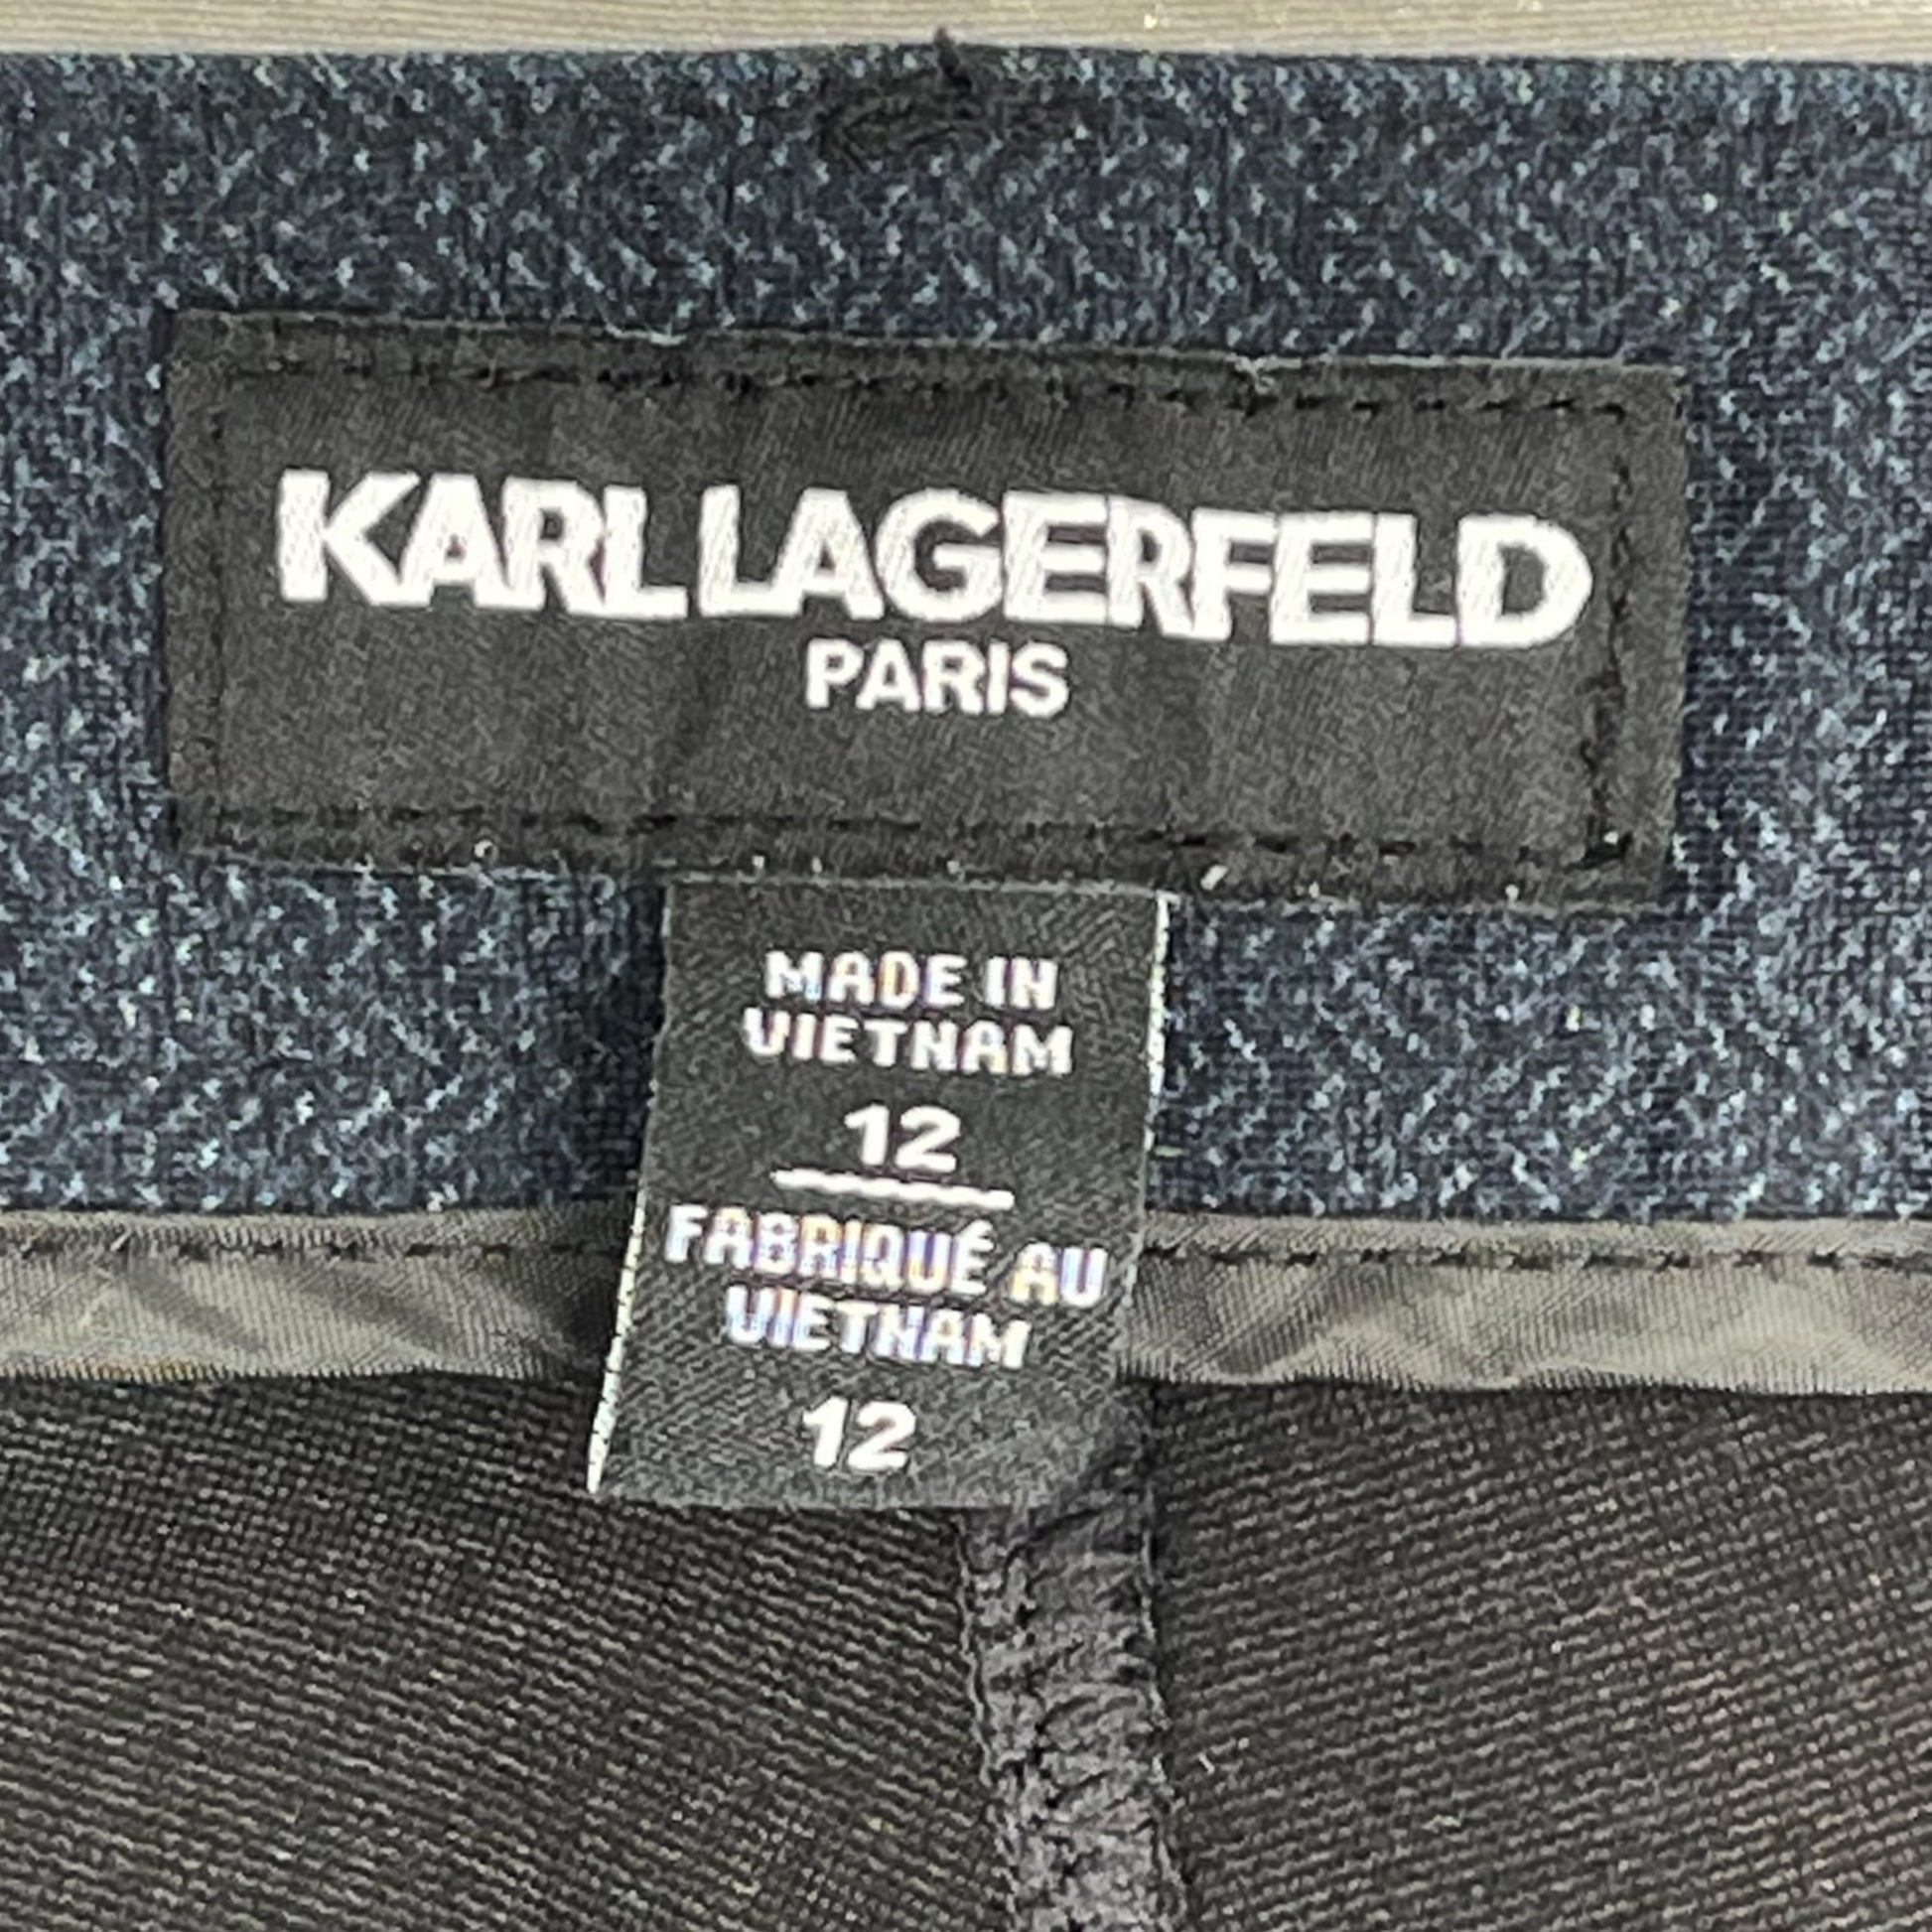 KARL LAGERFELD
PARIS
MADE IN
VIETNAM
12
FABRIQUÉ AU
VIETNAM
12